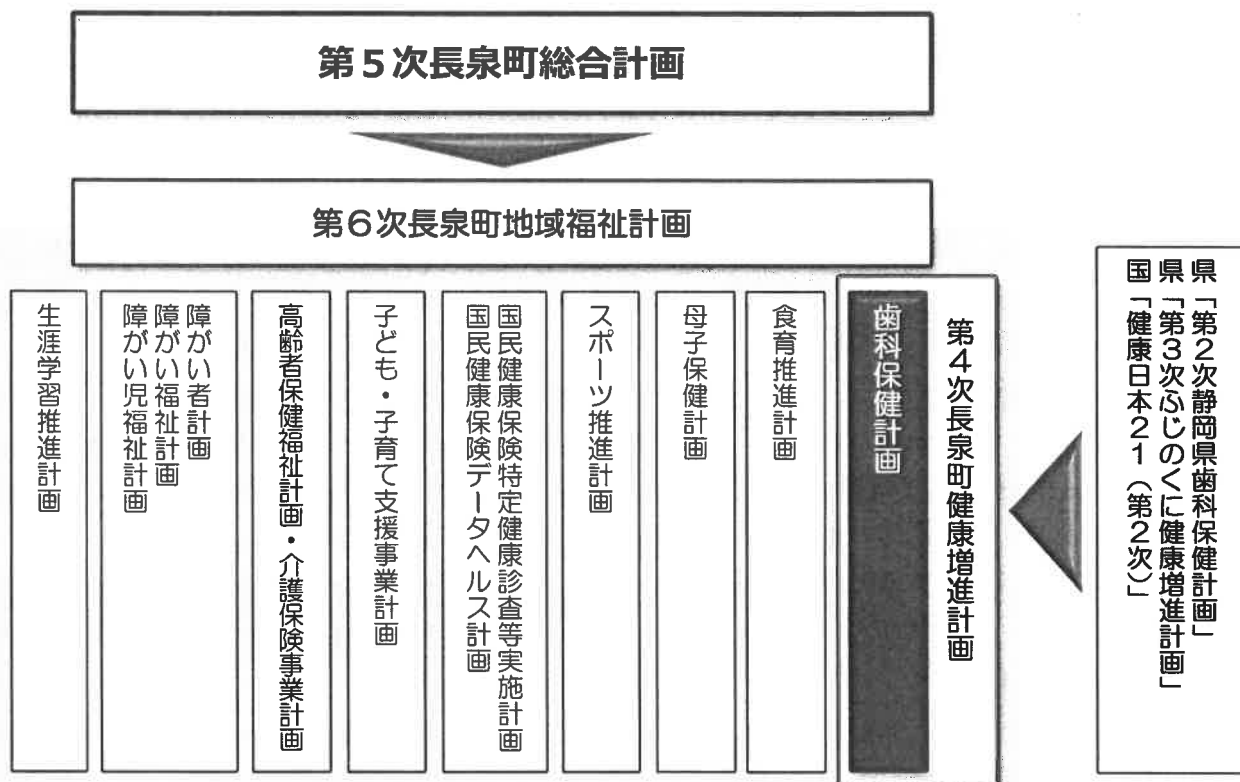 第5次長泉町総合計画
第6次長泉町地域福祉計画
県「第2次静岡県歯科保健計画」
県「第3次ふじのくに健康増進計画」
国「健康日本21（第2次）」
第4次長泉町健康増進計画
歯科保健計画
食育推進計画
母子保健計画
スポーツ推進計画
国民健康保険特定健康診査等実施計画
国民健康保険データヘルス計画
子ども・子育て支援事業計画
高齢者保健福祉計画・介護保険事業計画
障がい者計画
障がい福祉計画
障がい児福祉計画
生涯学習推進計画